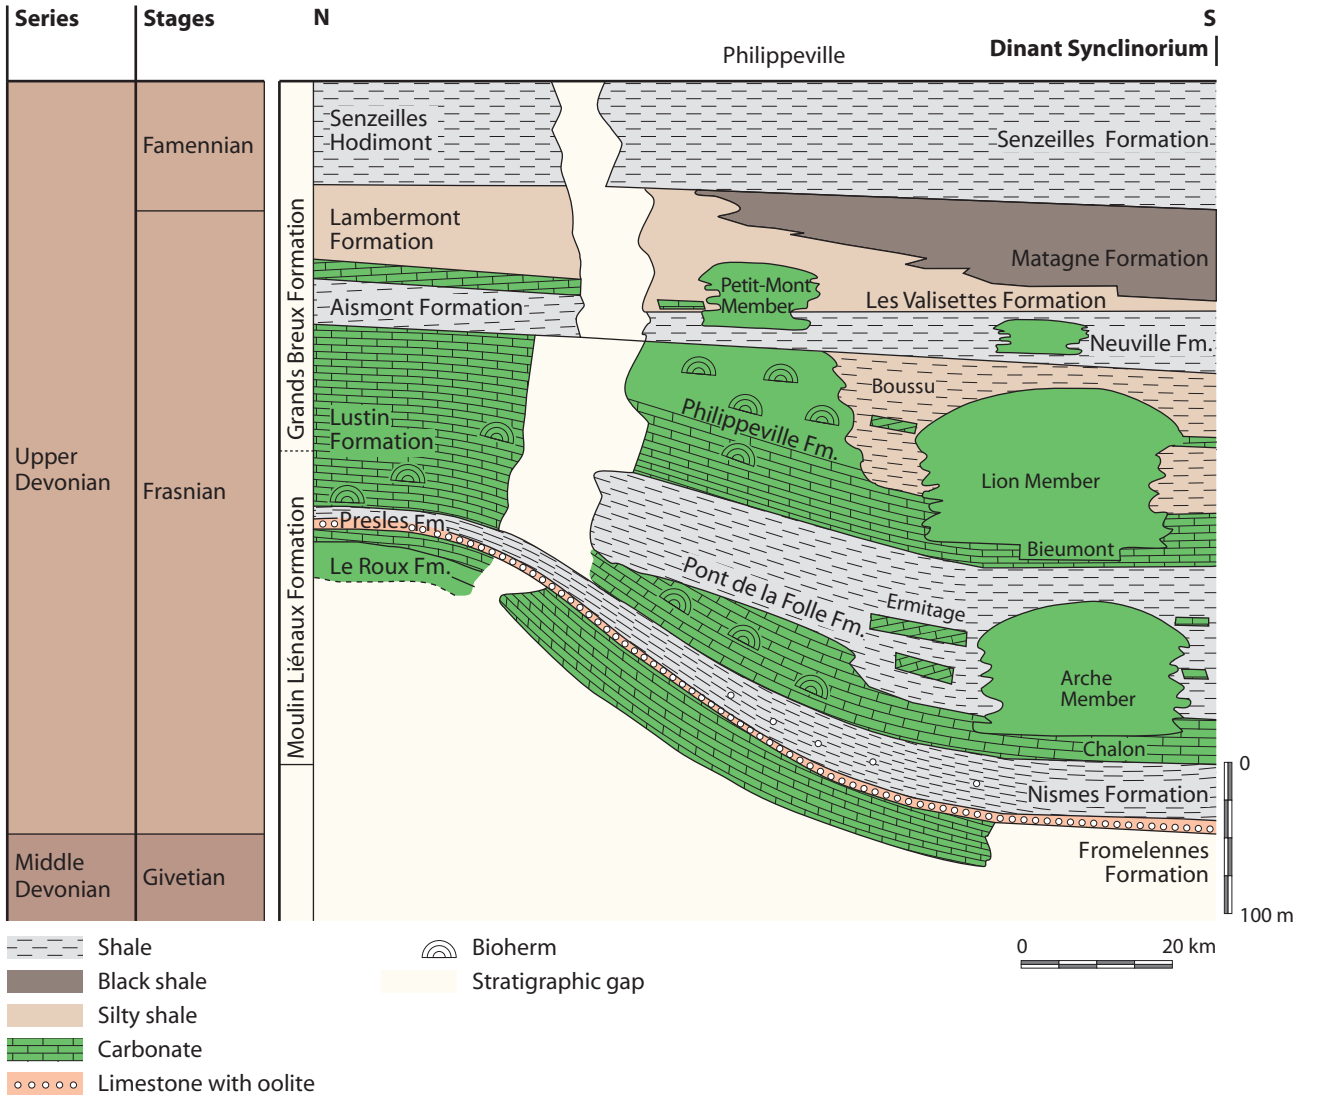 Series
Stages
N
S
Philippeville
Dinant Synclinorium
Upper
Devonian
Middle
Devonian
Famennian
Frasnian
Givetian
Grands Breux Formation
Moulin Liénaux Formation
Senzeilles
Hodimont
Senzeilles Formation
Lambermont
Formation
Matagne Formation
Petit-Mont
Member
Les Valisettes Formation
Aismont Formation
Neuville Fm.
Boussu
Philippeville Fm.
Lustin
Formation
Lion Member
Bieumont
Presles Fm.
Le Roux Fm.
Pont de la Folle Fm.
Ermitage
Arche
Member
Chalon
Nismes Formation
Fromelennes
Formation
0
100 m
0
20 km
Shale
Black shale
Silty shale
Carbonate
Limestone with oolite
Bioherm
Stratigraphic gap